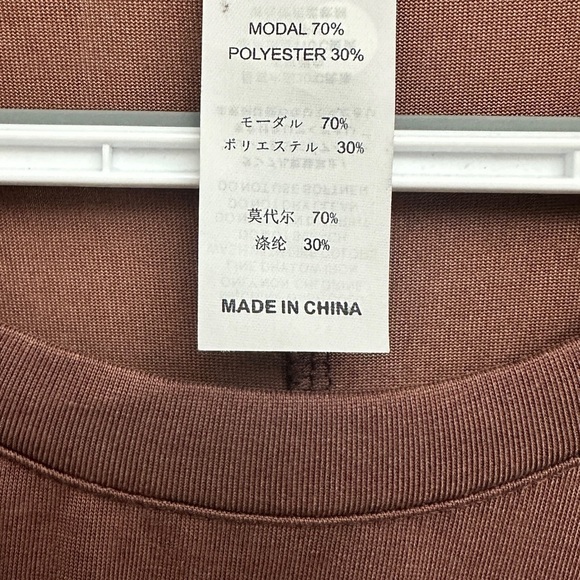 MODAL 70%
POLYESTER 30%
モーダル 70%
ポリエステル 30%
莫代尔 70%
涤纶 30%
MADE IN CHINA